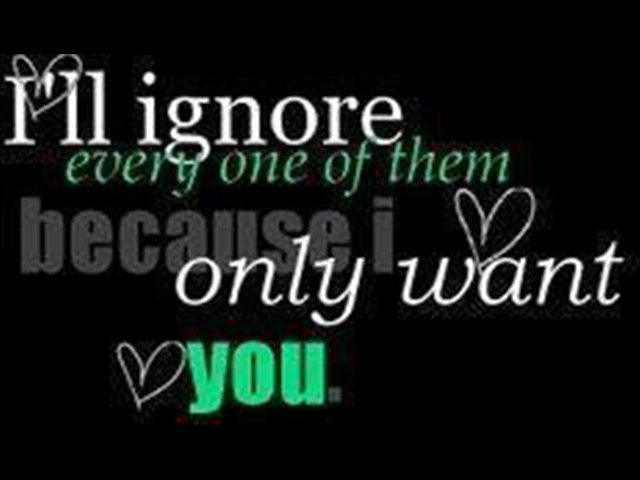 I'll ignore
every one of them
because i
only want
you.